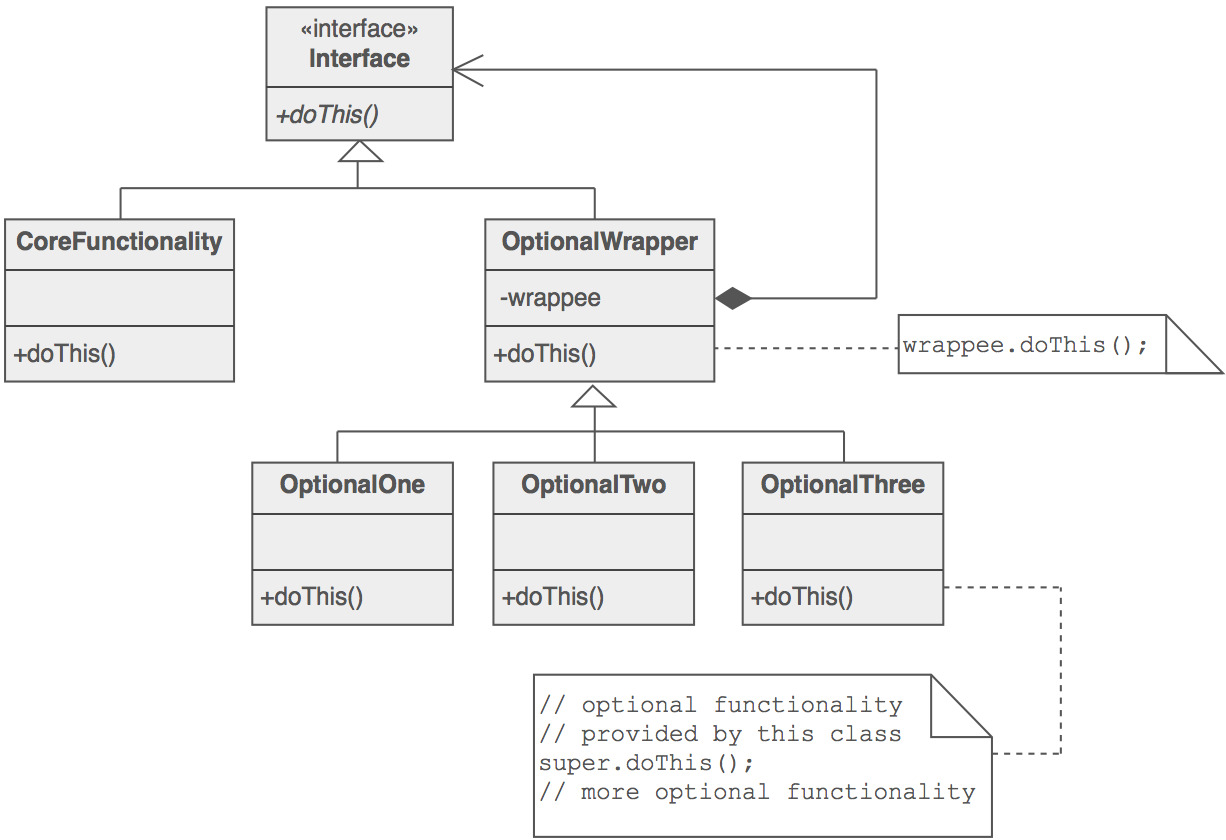 «interface»
Interface
+doThis()
CoreFunctionality
+doThis()
OptionalWrapper
-wrappee
+doThis()
wrappee.doThis();
OptionalOne
+doThis()
OptionalTwo
+doThis()
OptionalThree
+doThis()
// optional functionality
// provided by this class
super.doThis();
// more optional functionality